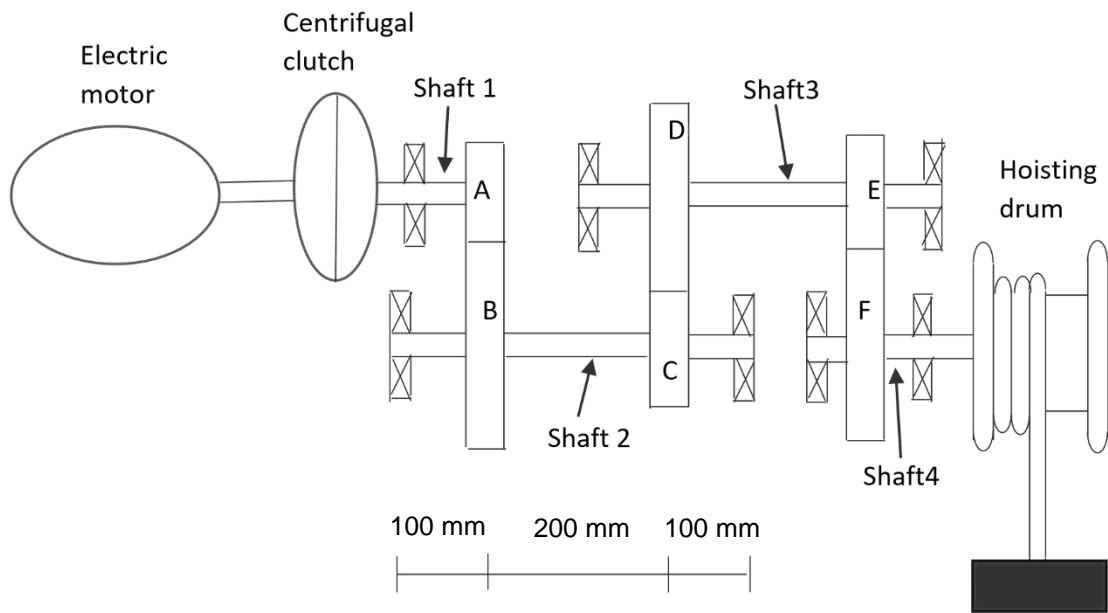 Electric
motor
Centrifugal
clutch
Shaft 1
Shaft3
Hoisting
drum
A
D
E
B
C
F
Shaft 2
Shaft4
100 mm
200 mm
100 mm